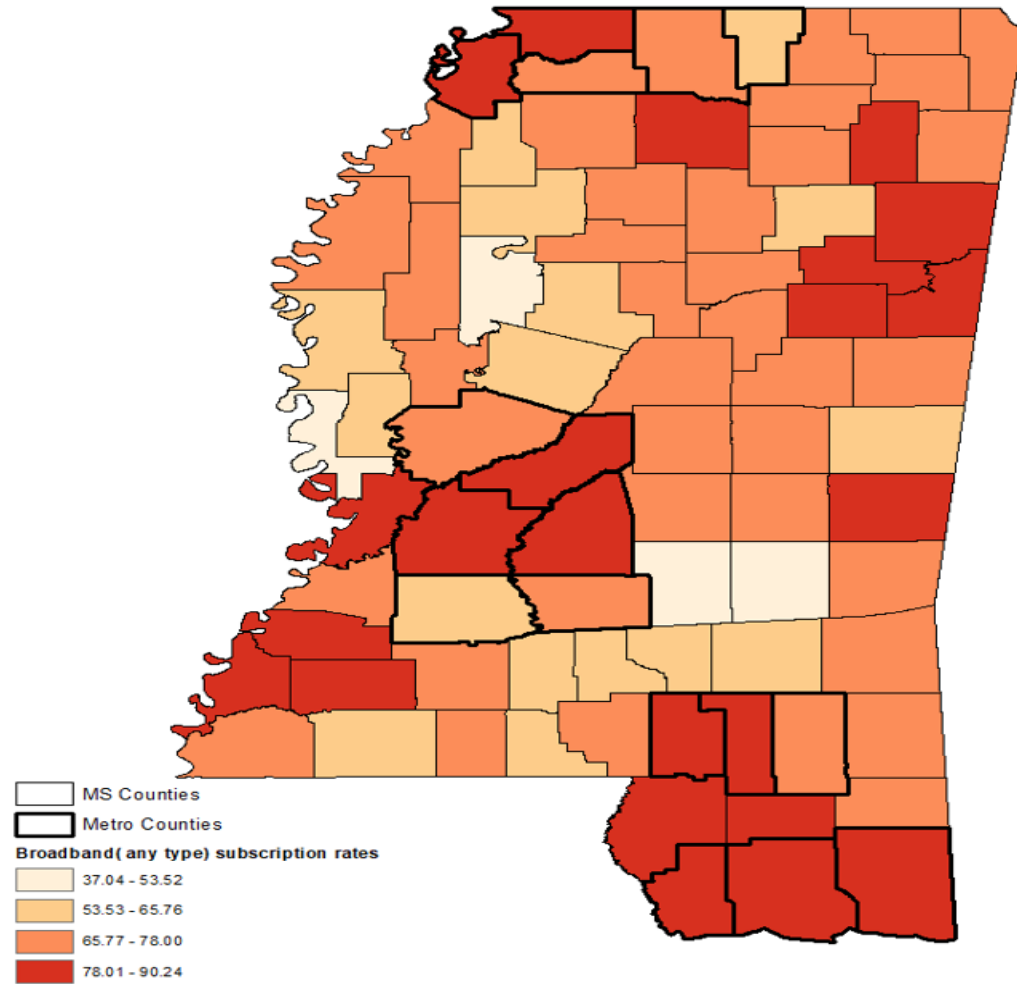 MS Counties
Metro Counties
Broadband( any type) subscription rates
37.04 - 53.52
53.53 - 65.76
65.77 - 78.00
78.01 - 90.24